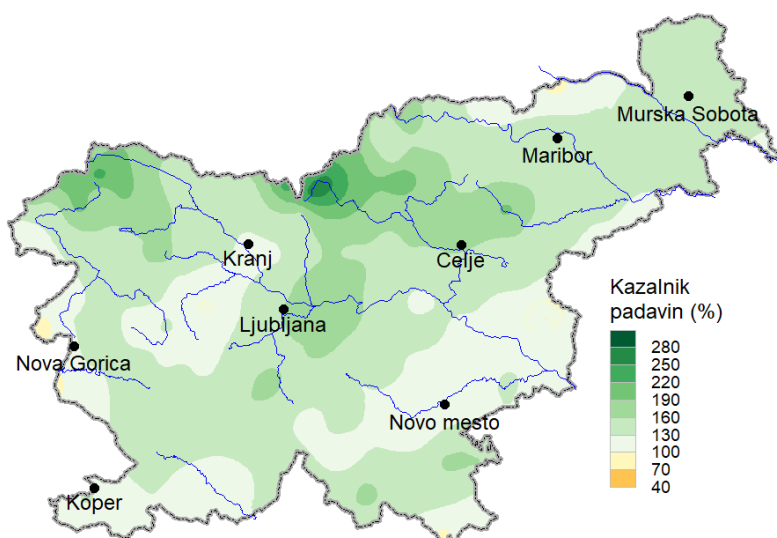 Murska Sobota
Maribor
Kranj
Celje
Ljubljana
Nova Gorica
Novo mesto
Koper
Kazalnik
padavin (%)
280
250
220
190
160
130
100
70
40